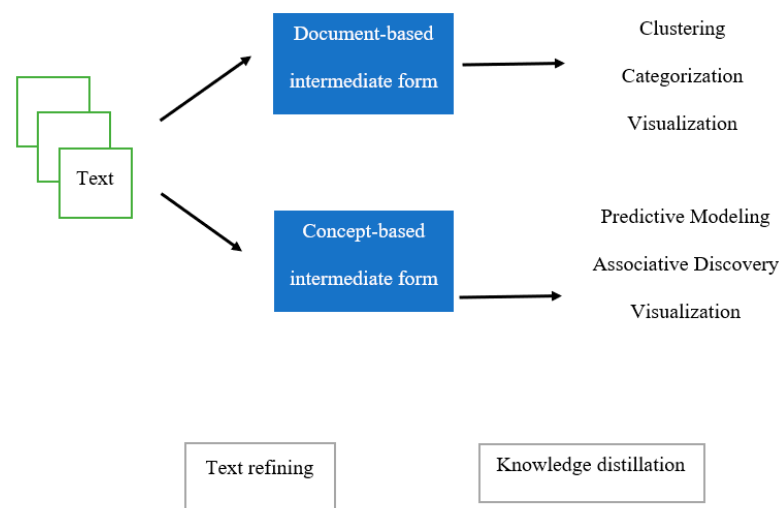 Text
Document-based
intermediate form
Clustering
Categorization
Visualization
Concept-based
intermediate form
Predictive Modeling
Associative Discovery
Visualization
Text refining
Knowledge distillation